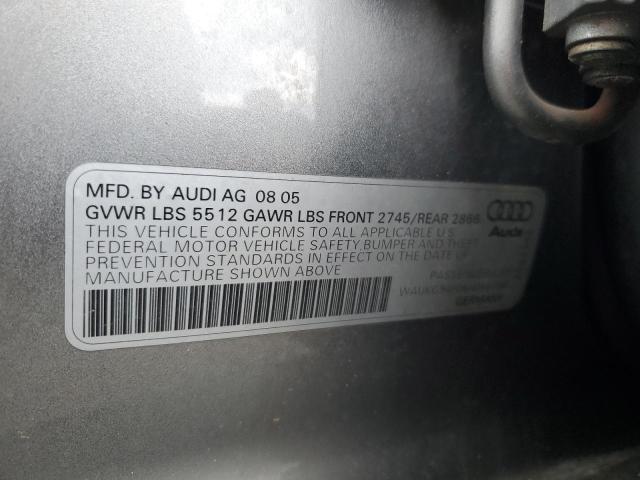 MFD. BY AUDI AG 08 05
GVWR LBS 5512 GAWR LBS FRONT 2745/REAR 2866
THIS VEHICLE CONFORMS TO ALL APPLICABLE U.S.
FEDERAL MOTOR VEHICLE SAFETY, BUMPER AND THEFT
PREVENTION STANDARDS IN EFFECT ON THE DATE OF
MANUFACTURE SHOWN ABOVE
Audi
GERMANY